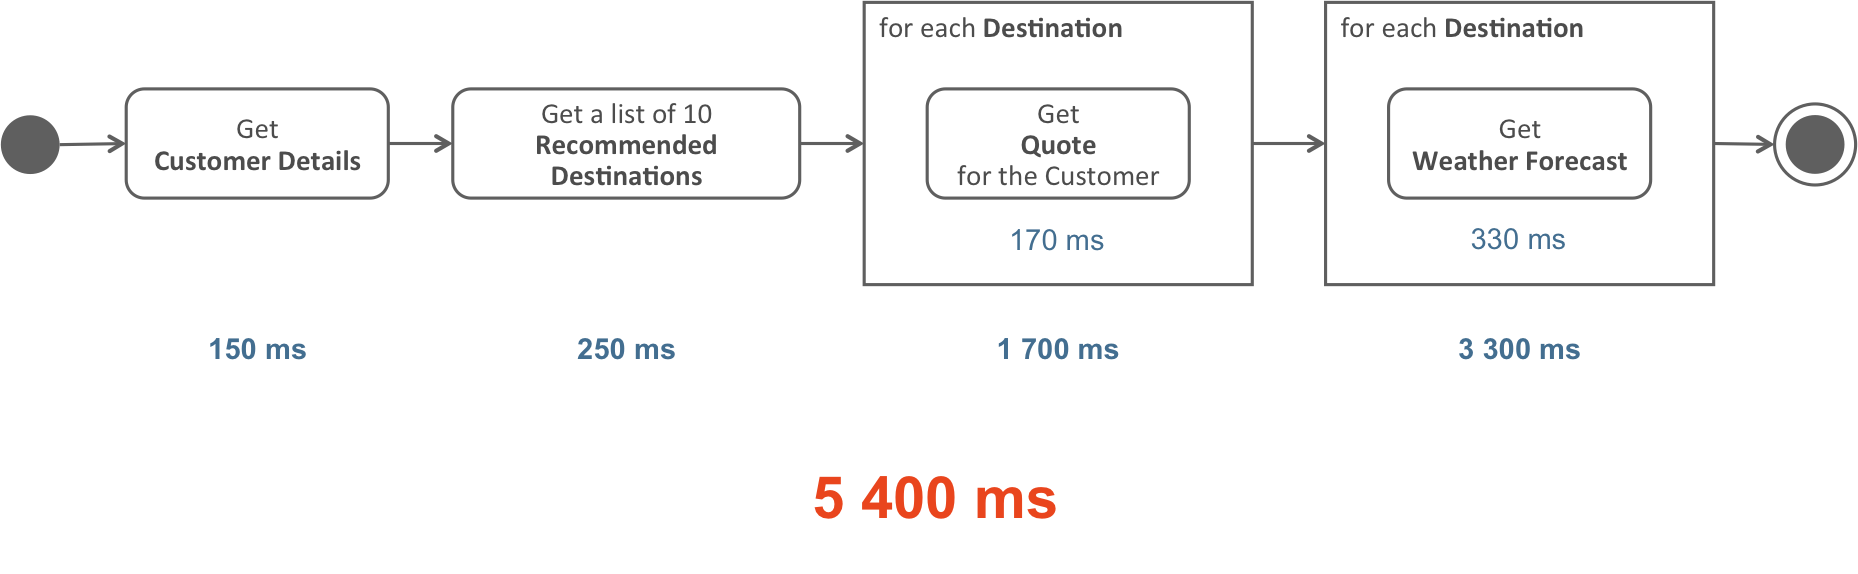 for each Destination
for each Destination
Get
Customer Details
Get a list of 10
Recommended
Destinations
Get
Quote
for the Customer
Get
Weather Forecast
170 ms
330 ms
150 ms
250 ms
1 700 ms
3 300 ms
5 400 ms